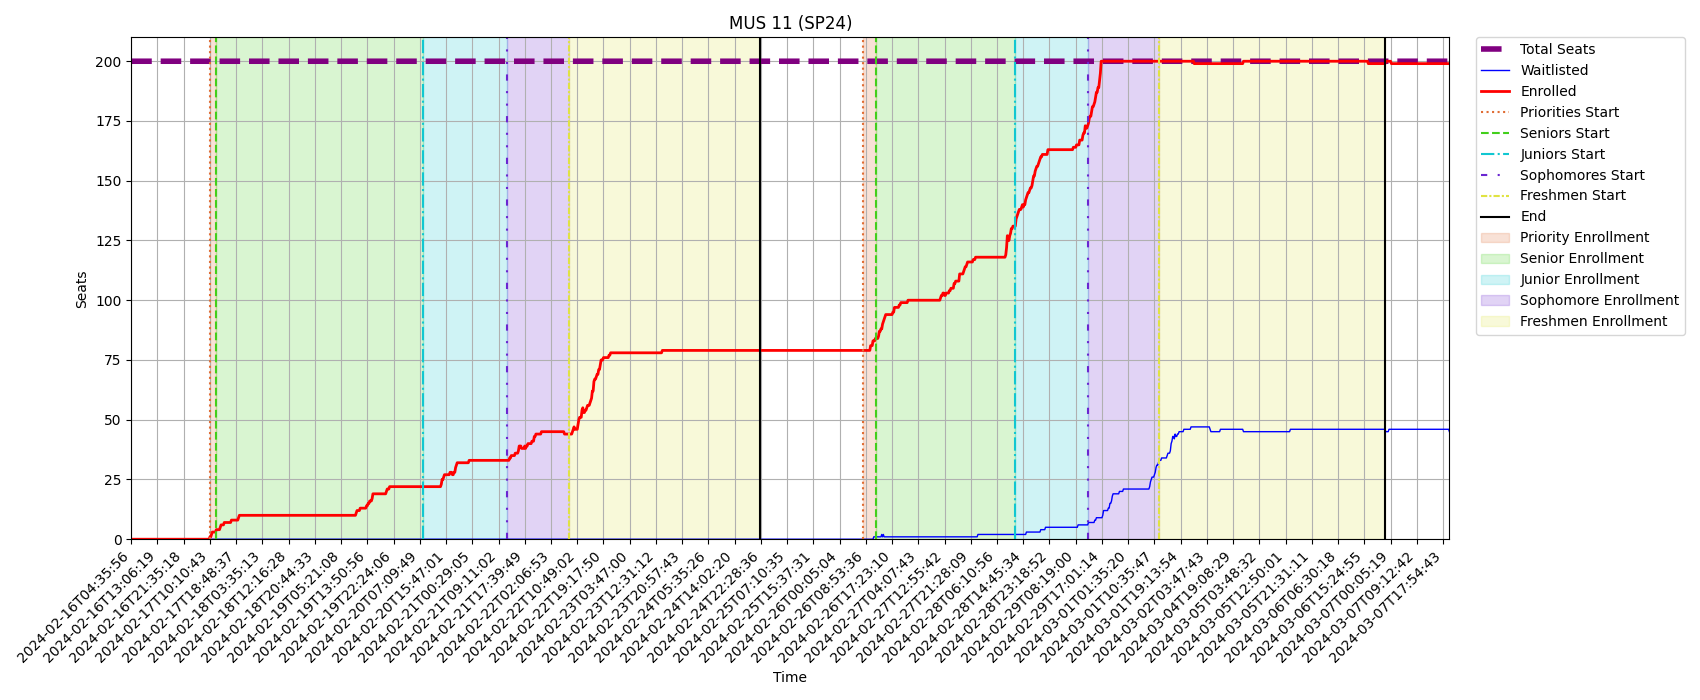 MUS 11 (SP24)
Seats
200
175
150
125
100
75
50
25
0
2024-02-16T04:35:56
2024-02-16T13:06:19
2024-02-16T21:35:18
2024-02-17T10:10:43
2024-02-17T18:48:37
2024-02-18T03:35:13
2024-02-18T12:16:28
2024-02-18T20:44:33
2024-02-19T05:21:08
2024-02-19T13:50:56
2024-02-19T22:24:06
2024-02-20T07:09:49
2024-02-20T15:47:01
2024-02-21T00:29:05
2024-02-21T09:11:02
2024-02-21T17:39:49
2024-02-22T02:06:53
2024-02-22T10:49:02
2024-02-22T19:17:50
2024-02-23T03:47:00
2024-02-23T12:31:12
2024-02-23T20:57:43
2024-02-24T05:35:26
2024-02-24T14:02:20
2024-02-24T22:28:36
2024-02-25T07:10:35
2024-02-25T15:37:31
2024-02-26T00:05:04
2024-02-26T08:53:36
2024-02-26T17:23:10
2024-02-27T04:07:43
2024-02-27T12:55:42
2024-02-27T21:28:09
2024-02-28T06:10:56
2024-02-28T14:45:34
2024-02-28T23:18:52
2024-02-29T08:19:00
2024-02-29T17:01:14
2024-03-01T01:35:20
2024-03-01T10:35:47
2024-03-01T19:13:54
2024-03-02T03:47:43
2024-03-04T19:08:29
2024-03-05T03:48:32
2024-03-05T12:50:01
2024-03-05T21:31:11
2024-03-06T06:30:18
2024-03-06T15:24:55
2024-03-07T00:05:19
2024-03-07T09:12:42
2024-03-07T17:54:43
Time
Total Seats
Waitlisted
Enrolled
Priorities Start
Seniors Start
Juniors Start
Sophomores Start
Freshmen Start
End
Priority Enrollment
Senior Enrollment
Junior Enrollment
Sophomore Enrollment
Freshmen Enrollment